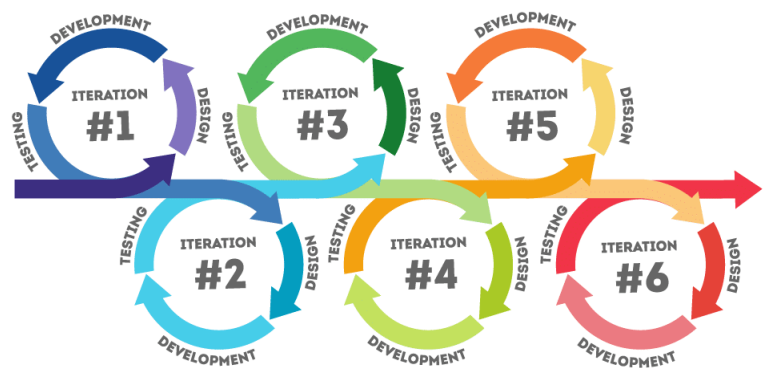 DEVELOPMENT
ITERATION
#1
DESIGN
TESTING
DEVELOPMENT
ITERATION
#3
DESIGN
TESTING
DEVELOPMENT
ITERATION
#5
DESIGN
TESTING
TESTING
ITERATION
#2
DESIGN
DEVELOPMENT
TESTING
ITERATION
#4
DESIGN
DEVELOPMENT
TESTING
ITERATION
#6
DESIGN
DEVELOPMENT